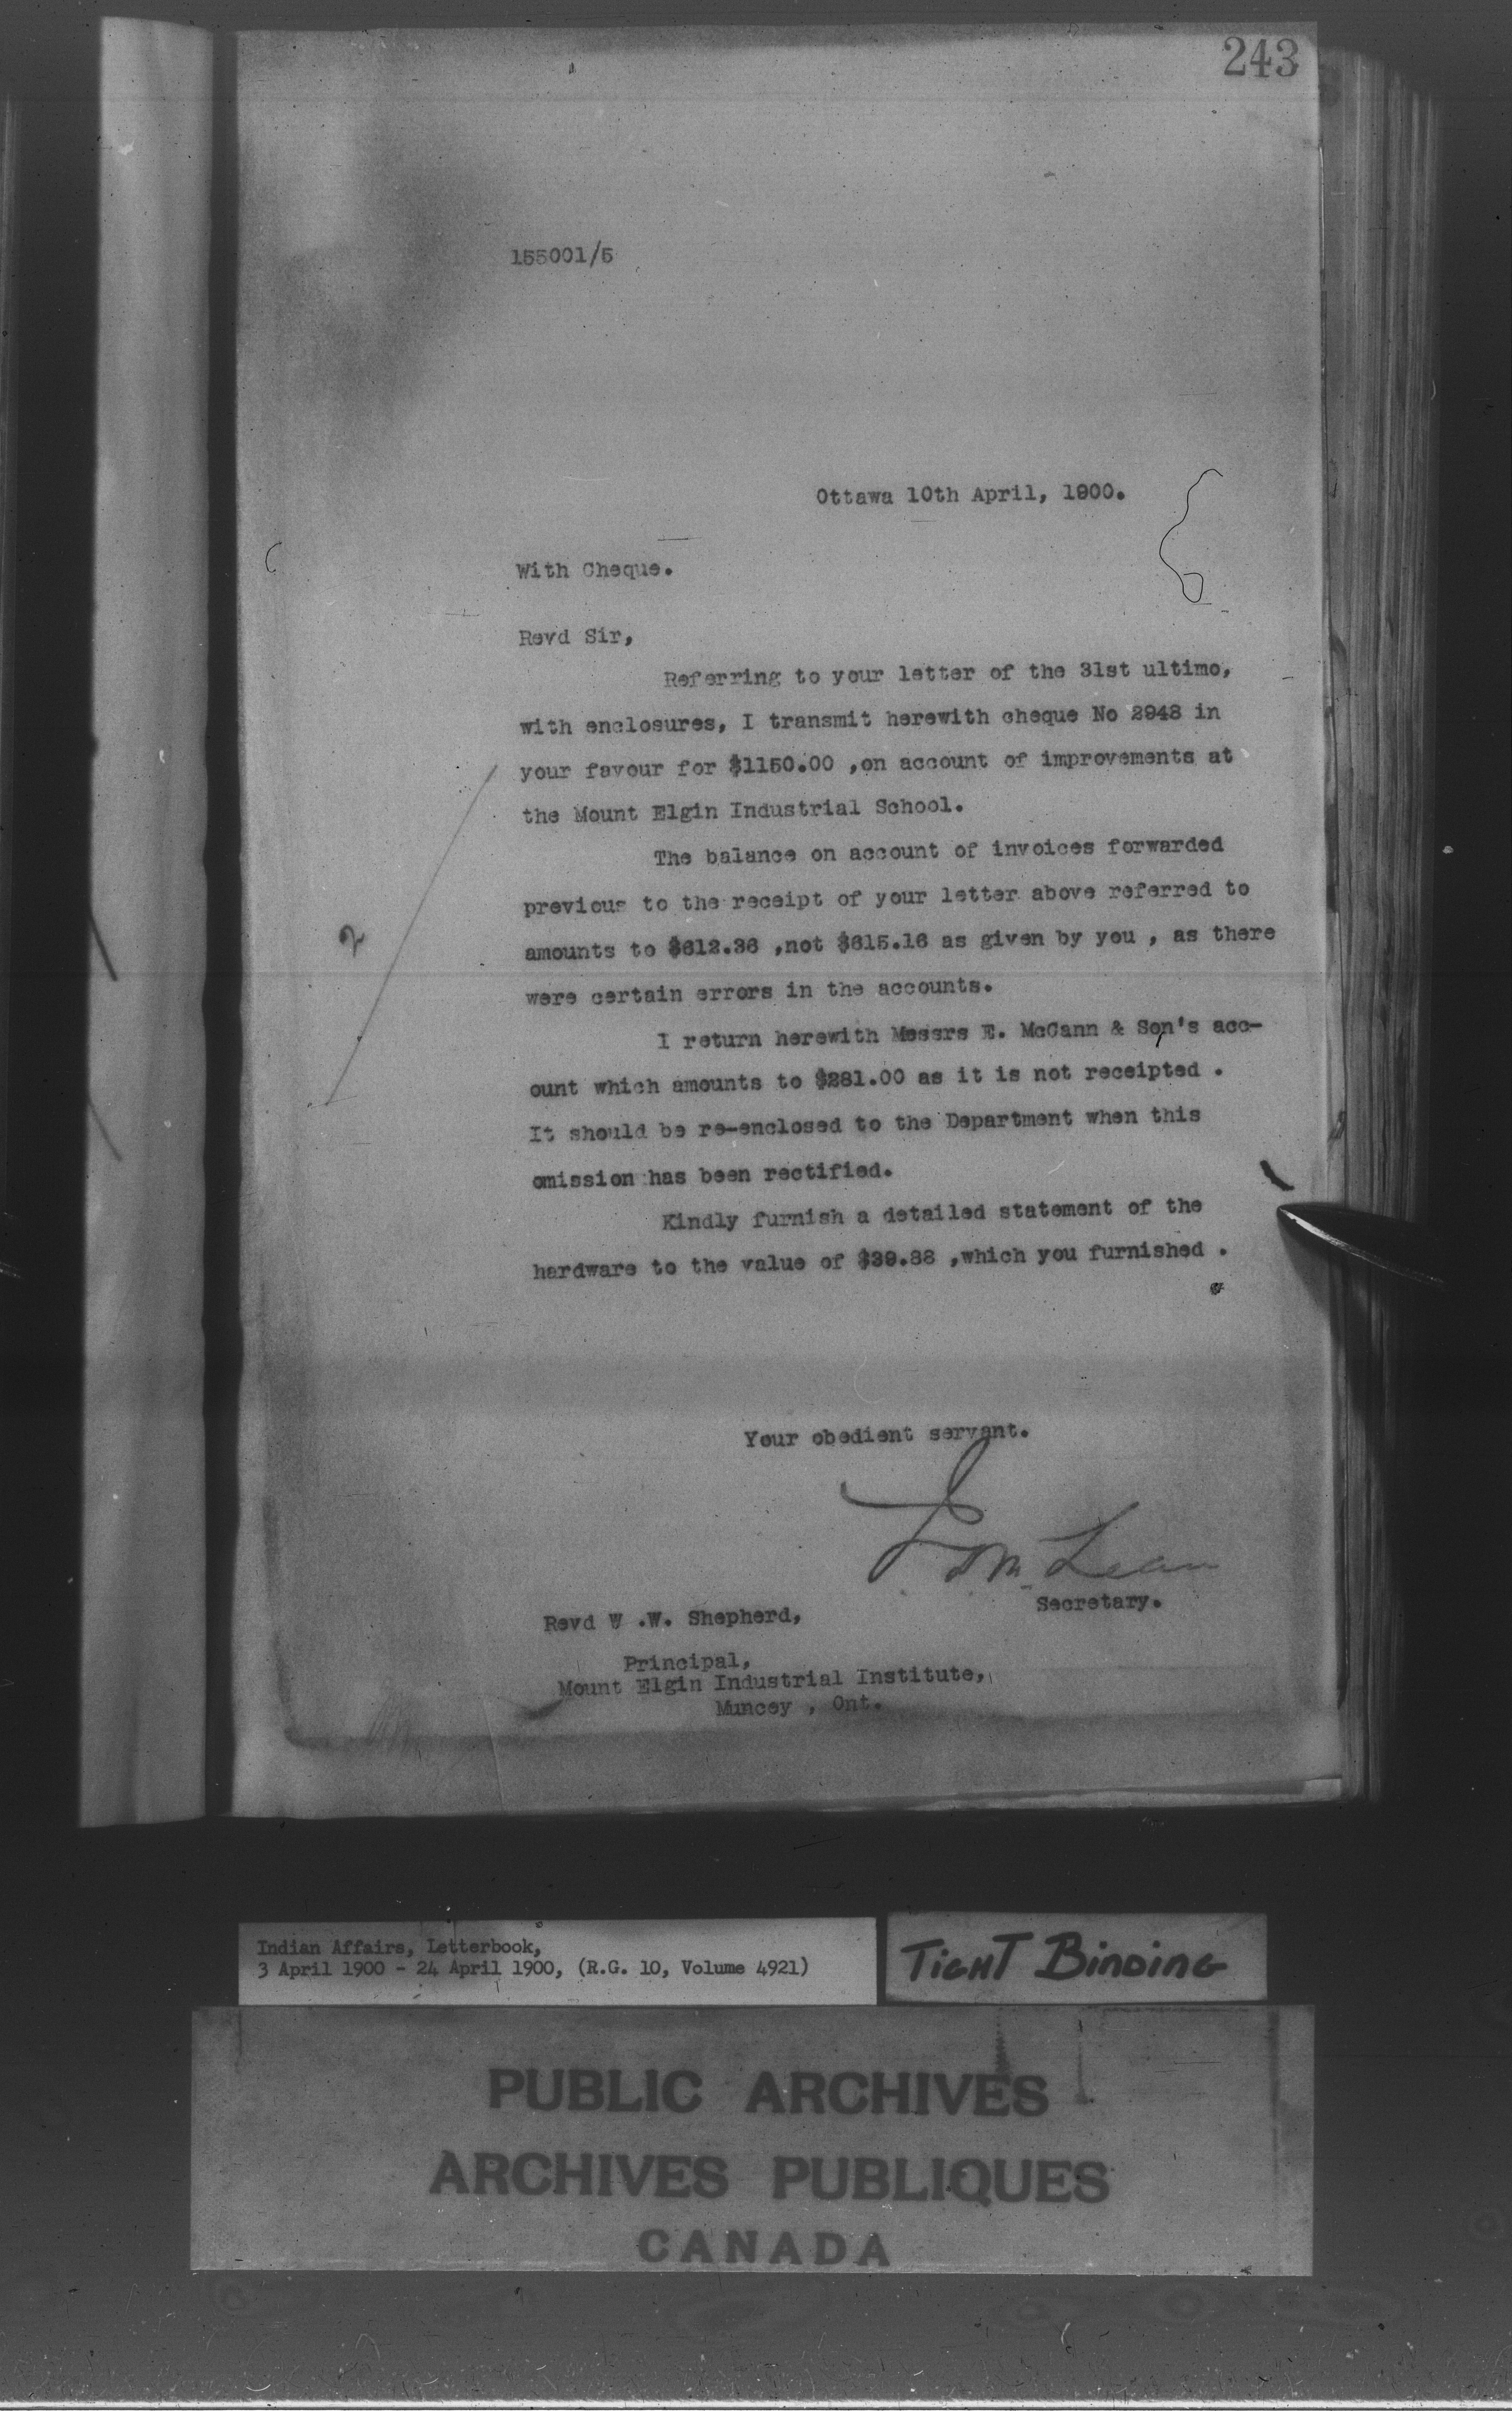 243
155001/5
Ottawa 10th April, 1900.
With Cheque.
Revd Sir,
Referring to your letter of the 31st ultimo,
with enclosures, I transmit herewith cheque No 2948 in
your favour for $1150.00 ,on account of improvements at
the Mount Elgin Industrial School.
The balance on account of invoices forwarded
previous to the receipt of your letter above referred to
amounts to $612.36 ,not $615.16 as given by you , as there
were certain errors in the accounts.
2
I return herewith Messrs E. McCann & Son's acc-
ount which amounts to $281.00 as it is not receipted .
It should be re-enclosed to the Department when this
omission has been rectified.
Kindly furnish a detailed statement of the
hardware to the value of $39.88 ,which you furnished .
Your obedient servant.
J D McLean
Secretary.
Revd W .W. Shepherd,
Principal,
Mount Elgin Industrial Institute,
Muncey , Ont.
Indian Affairs, Letterbook,
3 April 1900 - 24 April 1900, (R.G. 10, Volume 4921)
TIGHT BINDING
PUBLIC ARCHIVES
ARCHIVES PUBLIQUES
CANADA